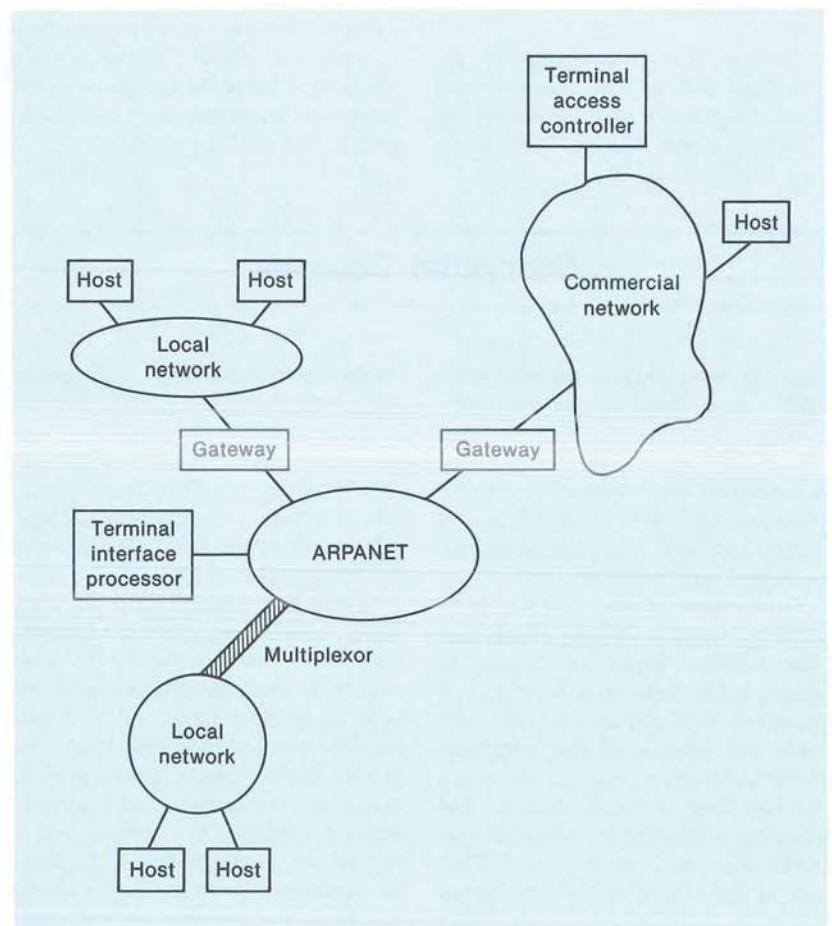 Terminal
access
controller
Host
Commercial
network
Host
Host
Local
network
Gateway
Gateway
Terminal
interface
processor
ARPANET
Multiplexor
Local
network
Host
Host